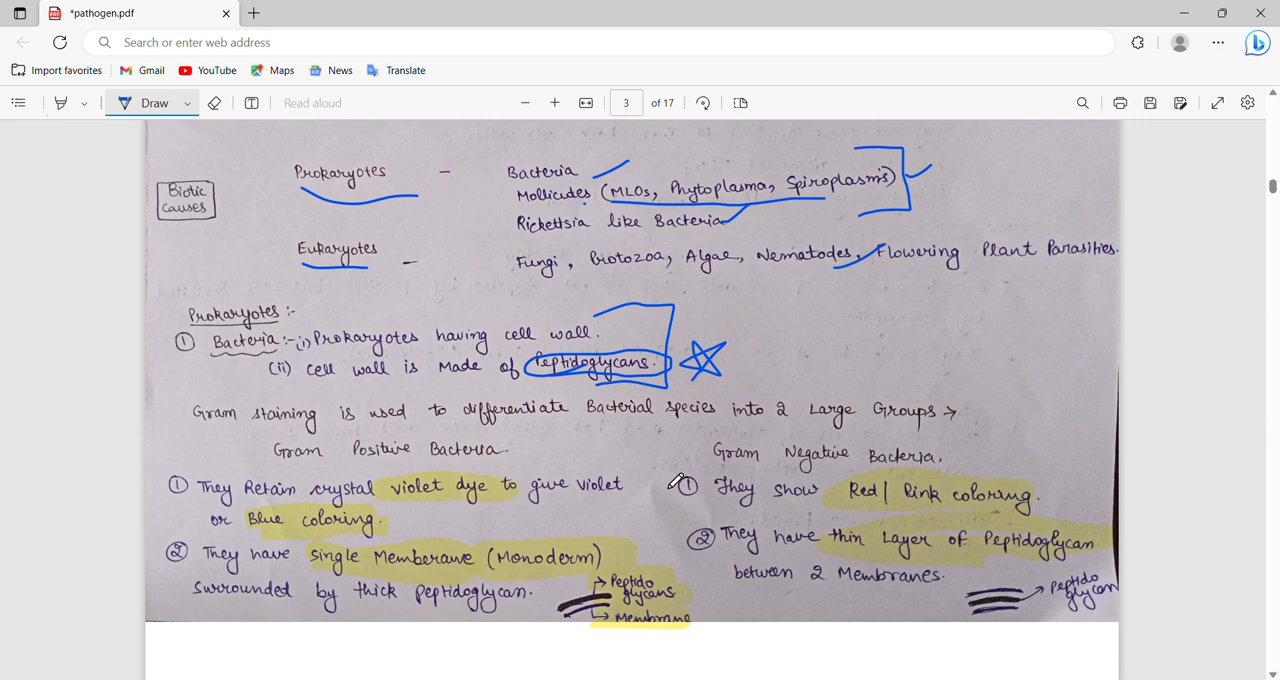 *pathogen.pdf
Search or enter web address
Import favorites Gmail YouTube Maps News Translate
Draw Read aloud 3 of 17
Biotic causes
Prokaryotes - Bacteria
Mollicudes (MLOs, Phytoplasma, Spiroplasm's)
Rickettsia like Bacteria
Eukaryotes - Fungi, Protozoa, Algae, Nematodes, Flowering Plant Parasities.
Prokaryotes:-
① Bacteria:- (i) Prokaryotes having cell wall.
(ii) cell wall is made of Peptidoglycans.
Gram staining is used to differentiate Bacterial species into 2 Large Groups →
Gram Positive Bacteria.
① They Retain crystal violet dye to give violet
or Blue coloring.
② They have single Memberane (Monoderm)
surrounded by thick peptidoglycan.
→ Peptido
glycans
→ Membrane
Gram Negative Bacteria.
① They show Red/ Pink coloring.
② They have thin Layer of Peptidoglycan
between 2 Membranes.
→ Peptido
glycan